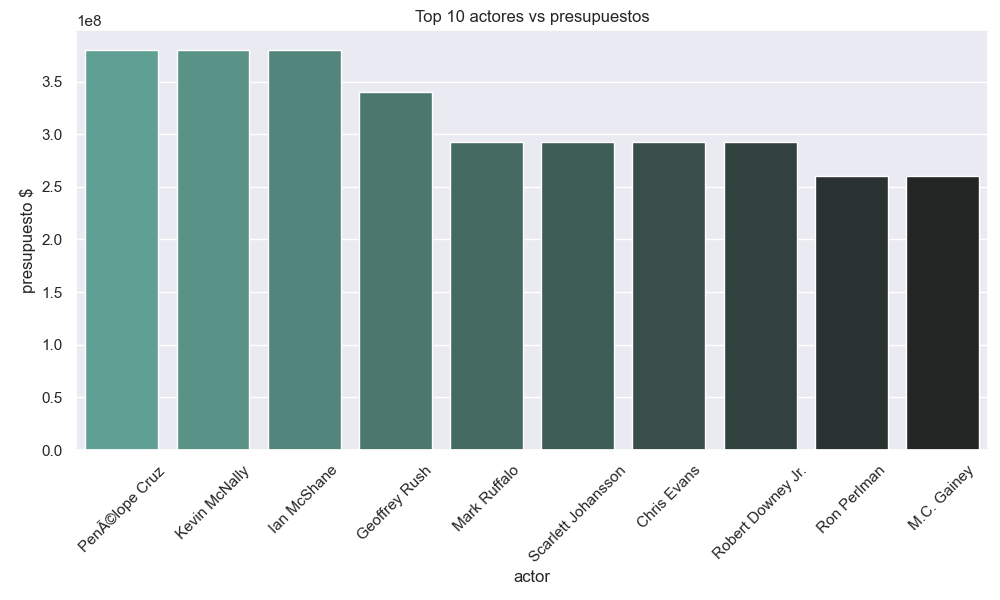 Top 10 actores vs presupuestos
1e8
3.5
3.0
2.5
2.0
1.5
1.0
0.5
0.0
presupuesto $
PenÃ©lope Cruz
Kevin McNally
Ian McShane
Geoffrey Rush
Mark Ruffalo
Scarlett Johansson
Chris Evans
Robert Downey Jr.
Ron Perlman
M.C. Gainey
actor